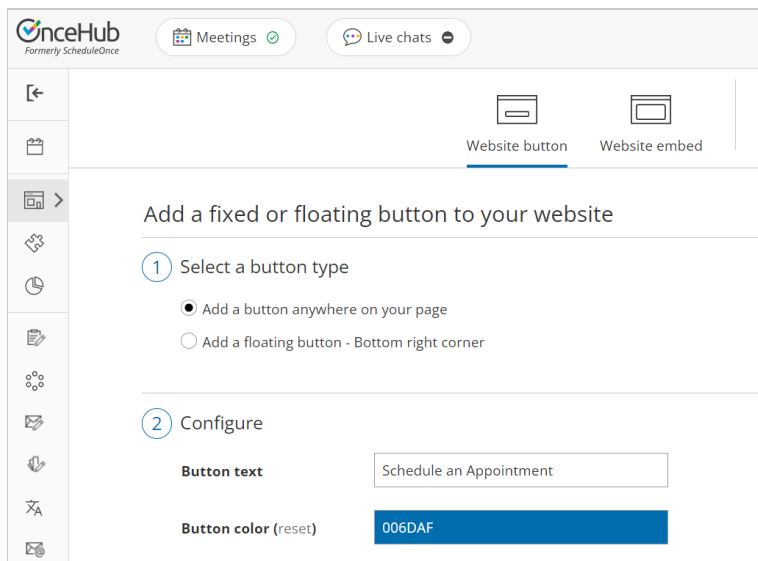 OnceHub
Formerly ScheduleOnce
Meetings
Live chats
Website button
Website embed
Add a fixed or floating button to your website
1 Select a button type
Add a button anywhere on your page
Add a floating button - Bottom right corner
2 Configure
Button text
Schedule an Appointment
Button color (reset)
006DAF